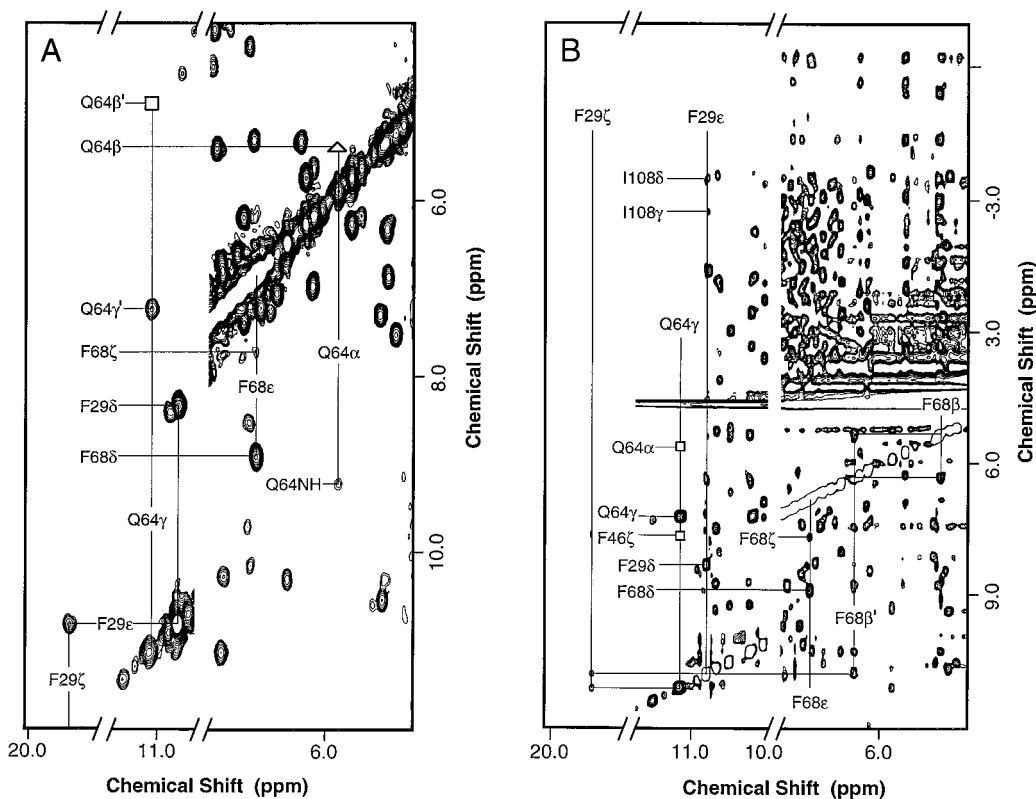 A
Q64β'
Q64β
Q64γ'
F68ζ
F29δ
F68δ
Q64γ
F68ε
Q64α
Q64NH
F29ε
F29ζ
6.0
8.0
10.0
Chemical Shift (ppm)
20.0
11.0
6.0
Chemical Shift (ppm)
B
F29ζ
F29ε
I108δ
I108γ
Q64γ
Q64α
Q64γ
F46ζ
F29δ
F68δ
F68ζ
F68β
F68β'
F68ε
-3.0
3.0
6.0
9.0
Chemical Shift (ppm)
20.0
11.0
10.0
6.0
Chemical Shift (ppm)